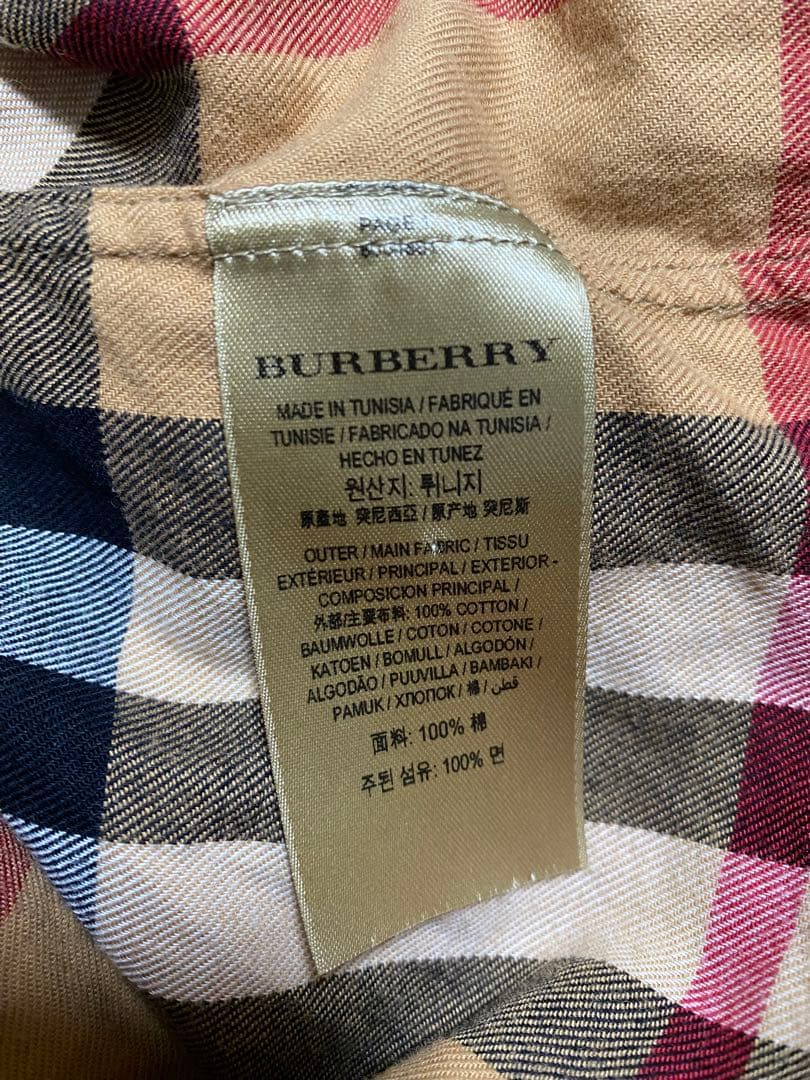 PAGE 1
BURBERRY
MADE IN TUNISIA / FABRIQUÉ EN
TUNISIE / FABRICADO NA TUNISIA /
HECHO EN TUNEZ
원산지: 튀니지
原產地 突尼西亞 / 原产地 突尼斯
OUTER / MAIN FABRIC / TISSU
EXTÉRIEUR / PRINCIPAL / EXTERIOR -
COMPOSITION PRINCIPAL /
外部/主要布料: 100% COTTON /
BAUMWOLLE / COTON / COTONE /
KATOEN / BOMULL / ALGODÓN /
ALGODÃO / PUUVILLA / BAMBAKI /
PAMUK / ХЛОПОК / 棉 / قطن /
面料: 100% 棉
주된 섬유: 100% 면